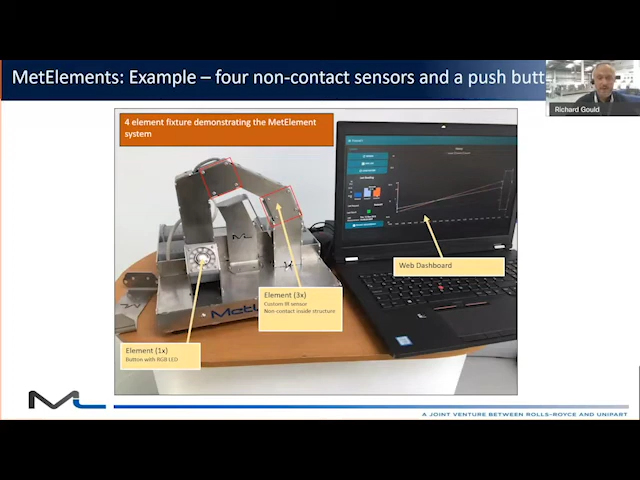 MetElements: Example – four non-contact sensors and a push butt
Richard Gould
4 element fixture demonstrating the MetElement
system
Web Dashboard
Element (3x)
Custom IR sensor
Non-contact inside structure
Element (1x)
Button with RGB LED
A JOINT VENTURE BETWEEN ROLLS-ROYCE AND UNIPART